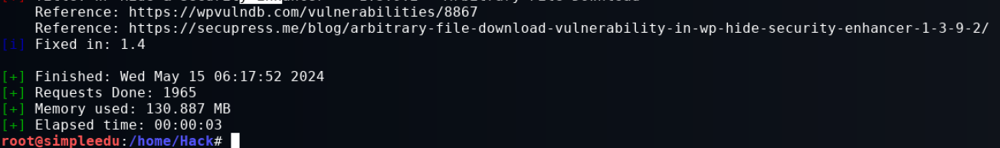 Reference: https://wpvulndb.com/vulnerabilities/8867
Reference: https://secupress.me/blog/arbitrary-file-download-vulnerability-in-wp-hide-security-enhancer-1-3-9-2/
[i] Fixed in: 1.4
[+] Finished: Wed May 15 06:17:52 2024
[+] Requests Done: 1965
[+] Memory used: 130.887 MB
[+] Elapsed time: 00:00:03
root@simpleedu:/home/Hack#